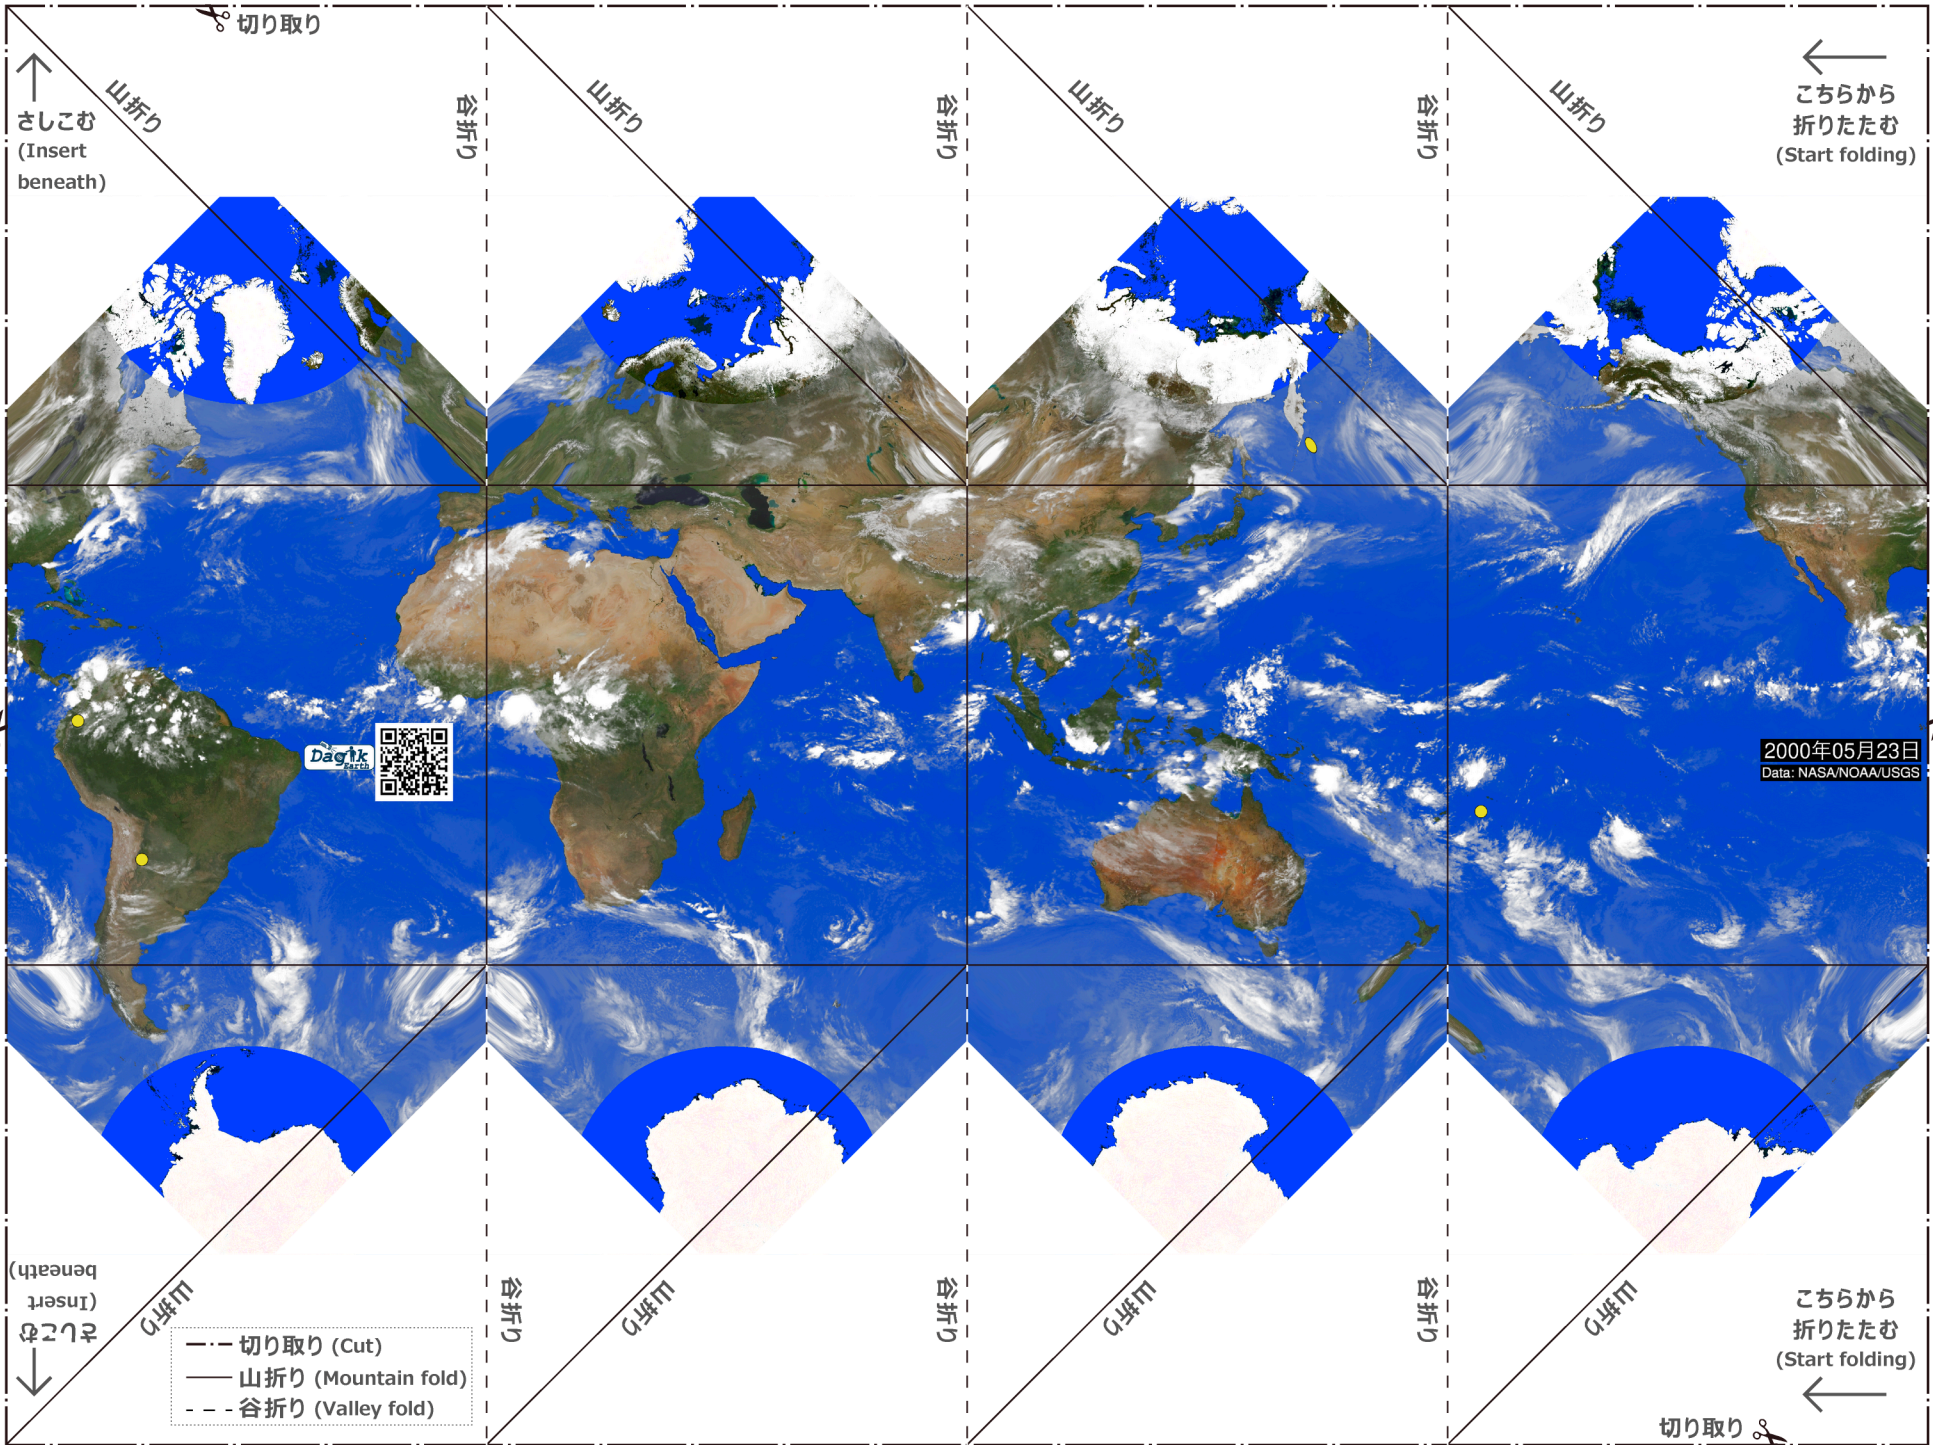 切り取り
さしこむ
(Insert
beneath)
山折り
谷折り
山折り
谷折り
山折り
谷折り
山折り
こちらから
折りたたむ
(Start folding)
Dagik
Earth
2000年05月23日
Data: NASA/NOAA/USGS
さしこむ
(Insert
beneath)
山折り
谷折り
山折り
谷折り
山折り
谷折り
山折り
こちらから
折りたたむ
(Start folding)
切り取り (Cut)
山折り (Mountain fold)
谷折り (Valley fold)
切り取り